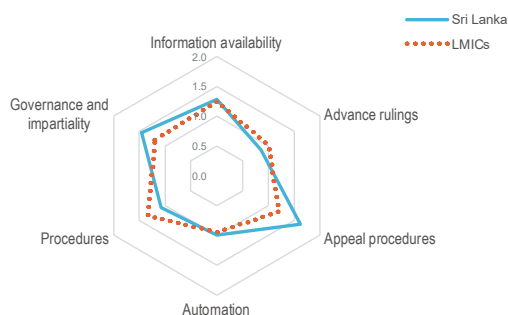 Sri Lanka
LMICs
Information availability
2.0
1.5
1.0
0.5
0.0
Advance rulings
Appeal procedures
Automation
Procedures
Governance and
impartiality